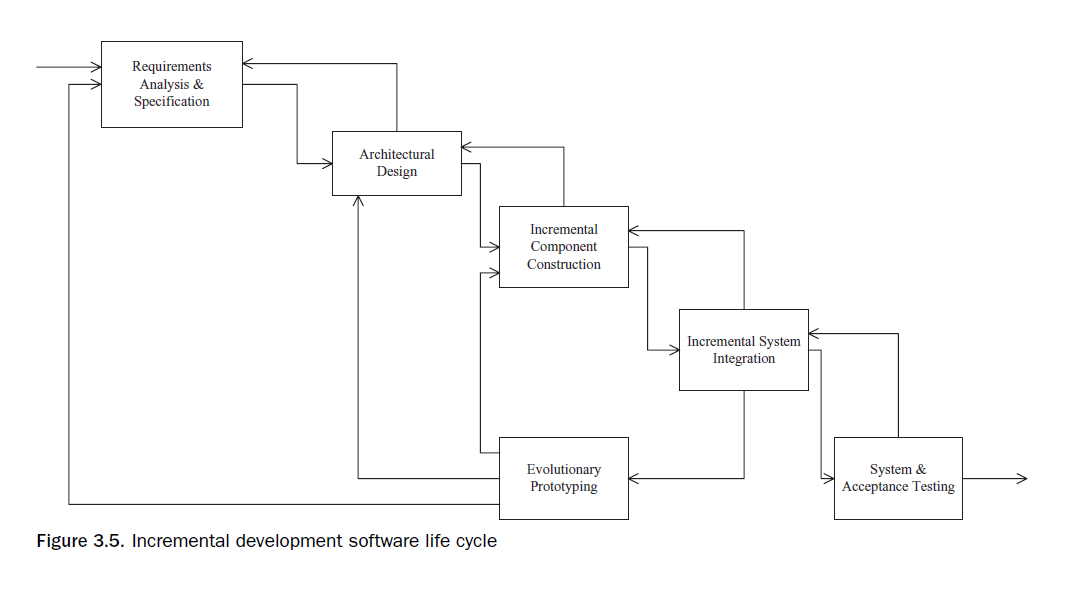 Requirements
Analysis &
Specification
Architectural
Design
Incremental
Component
Construction
Incremental System
Integration
Evolutionary
Prototyping
System &
Acceptance Testing
Figure 3.5. Incremental development software life cycle